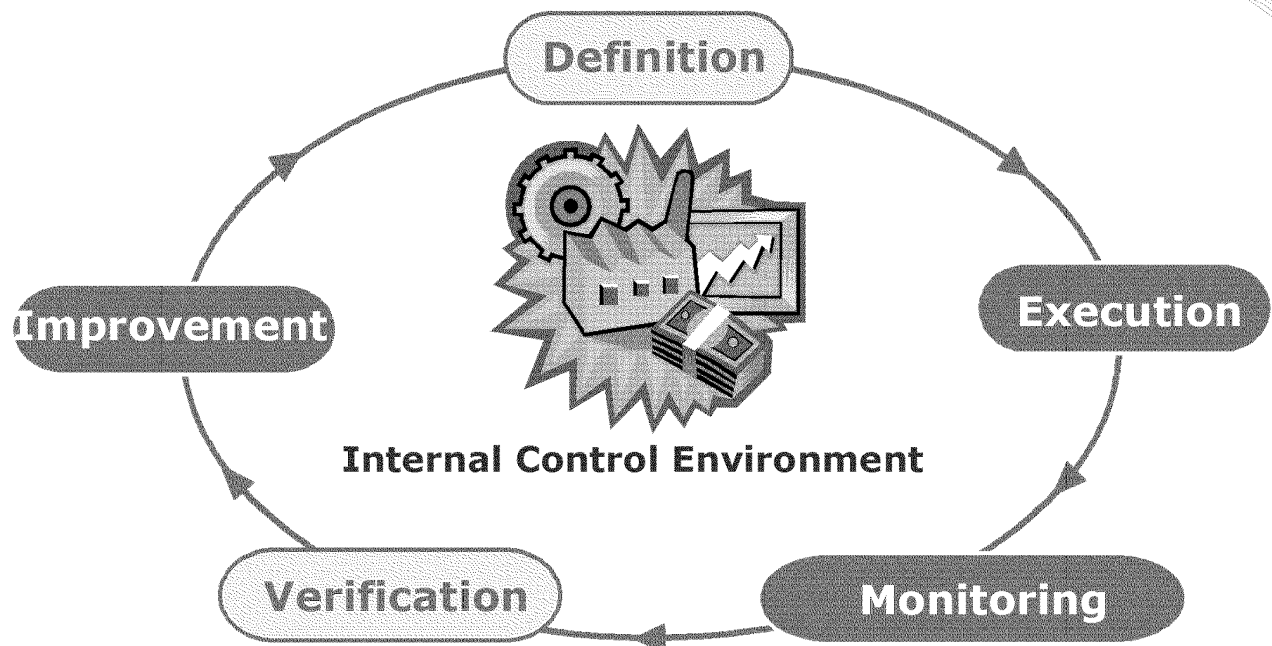 Definition
Execution
Improvement
Internal Control Environment
Verification
Monitoring